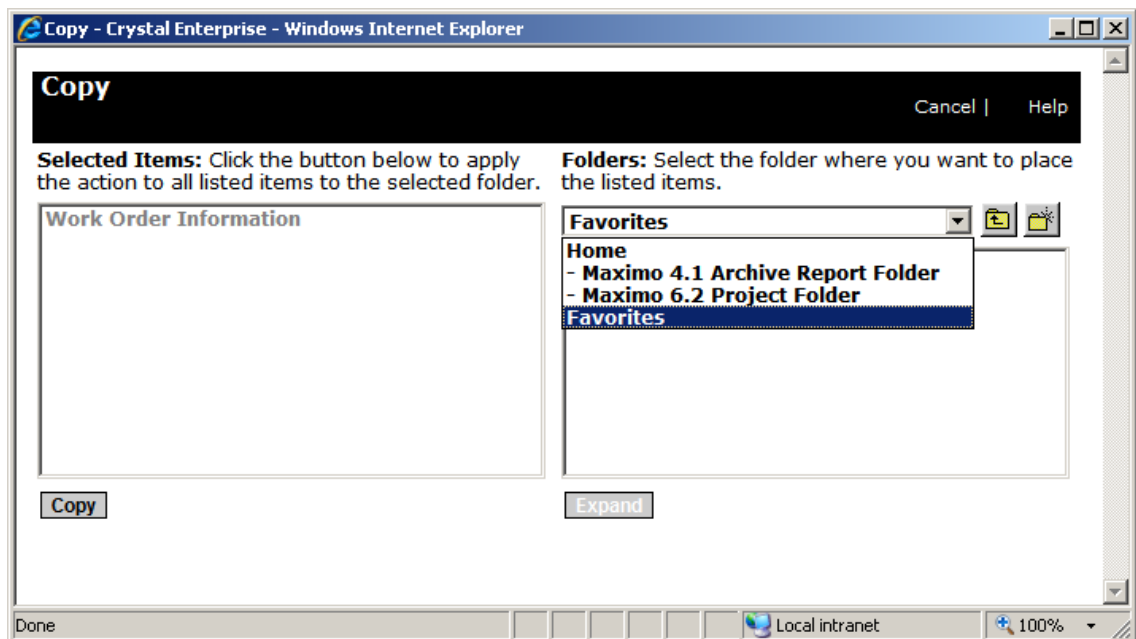 Copy - Crystal Enterprise - Windows Internet Explorer
Copy
Cancel | Help
Selected Items: Click the button below to apply
the action to all listed items to the selected folder.
Folders: Select the folder where you want to place
the listed items.
Work Order Information
Favorites
Home
- Maximo 4.1 Archive Report Folder
- Maximo 6.2 Project Folder
Favorites
Copy
Expand
Done
Local intranet
100%